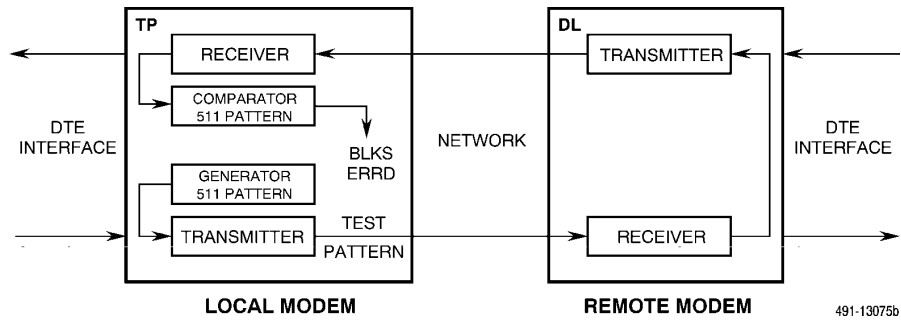 TP
RECEIVER
COMPARATOR
511 PATTERN
BLKS
ERRD
GENERATOR
511 PATTERN
TRANSMITTER
TEST
PATTERN
DTE
INTERFACE
NETWORK
DL
TRANSMITTER
RECEIVER
DTE
INTERFACE
LOCAL MODEM
REMOTE MODEM
491-13075b